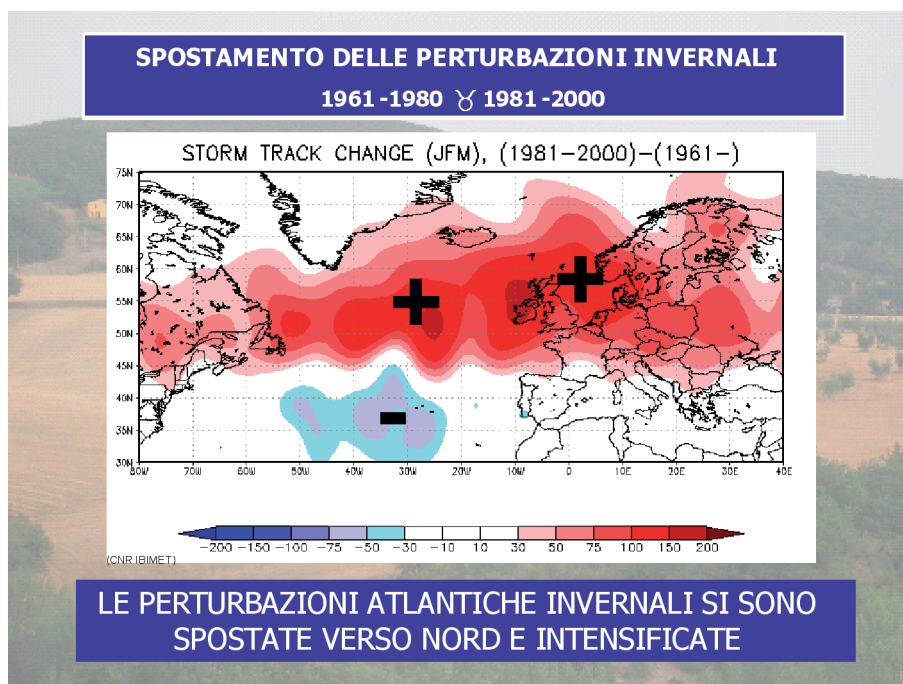 SPOSTAMENTO DELLE PERTURBAZIONI INVERNALI
1961 -1980 ♉ 1981 -2000
STORM TRACK CHANGE (JFM), (1981−2000)−(1961−)
75N
70N
65N
60N
55N
50N
45N
40N
35N
30N
80W 70W 60W 50W 40W 30W 20W 10W 0 10E 20E 30E 40E
−200 −150 −100 −75 −50 −30 −10 10 30 50 75 100 150 200
(CNR IBIMET)
LE PERTURBAZIONI ATLANTICHE INVERNALI SI SONO
SPOSTATE VERSO NORD E INTENSIFICATE